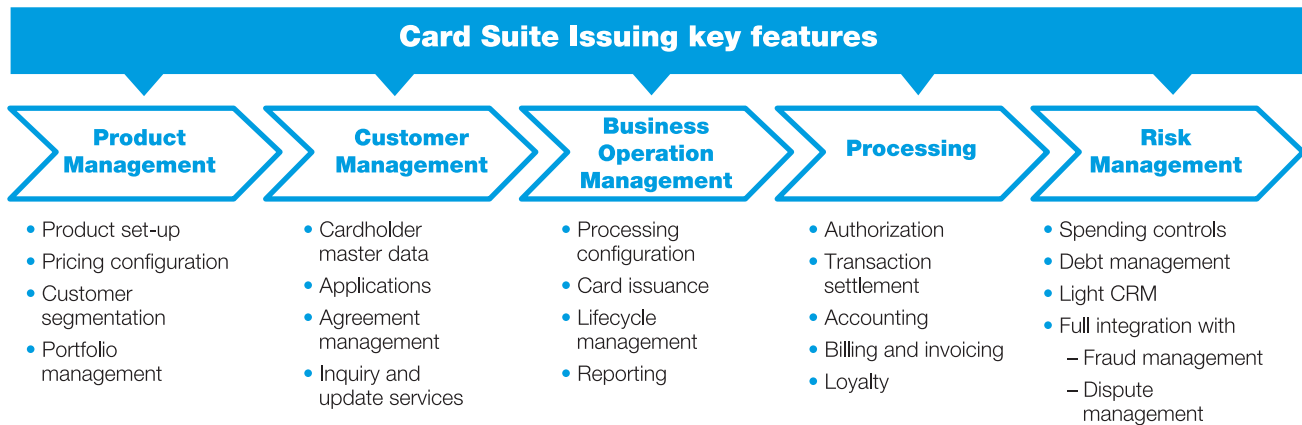 Card Suite Issuing key features
Product
Management
Customer
Management
Business
Operation
Management
Processing
Risk
Management
• Product set-up
• Pricing configuration
• Customer
segmentation
• Portfolio
management
• Cardholder
master data
• Applications
• Agreement
management
• Inquiry and
update services
• Processing
configuration
• Card issuance
• Lifecycle
management
• Reporting
• Authorization
• Transaction
settlement
• Accounting
• Billing and invoicing
• Loyalty
• Spending controls
• Debt management
• Light CRM
• Full integration with
– Fraud management
– Dispute
management